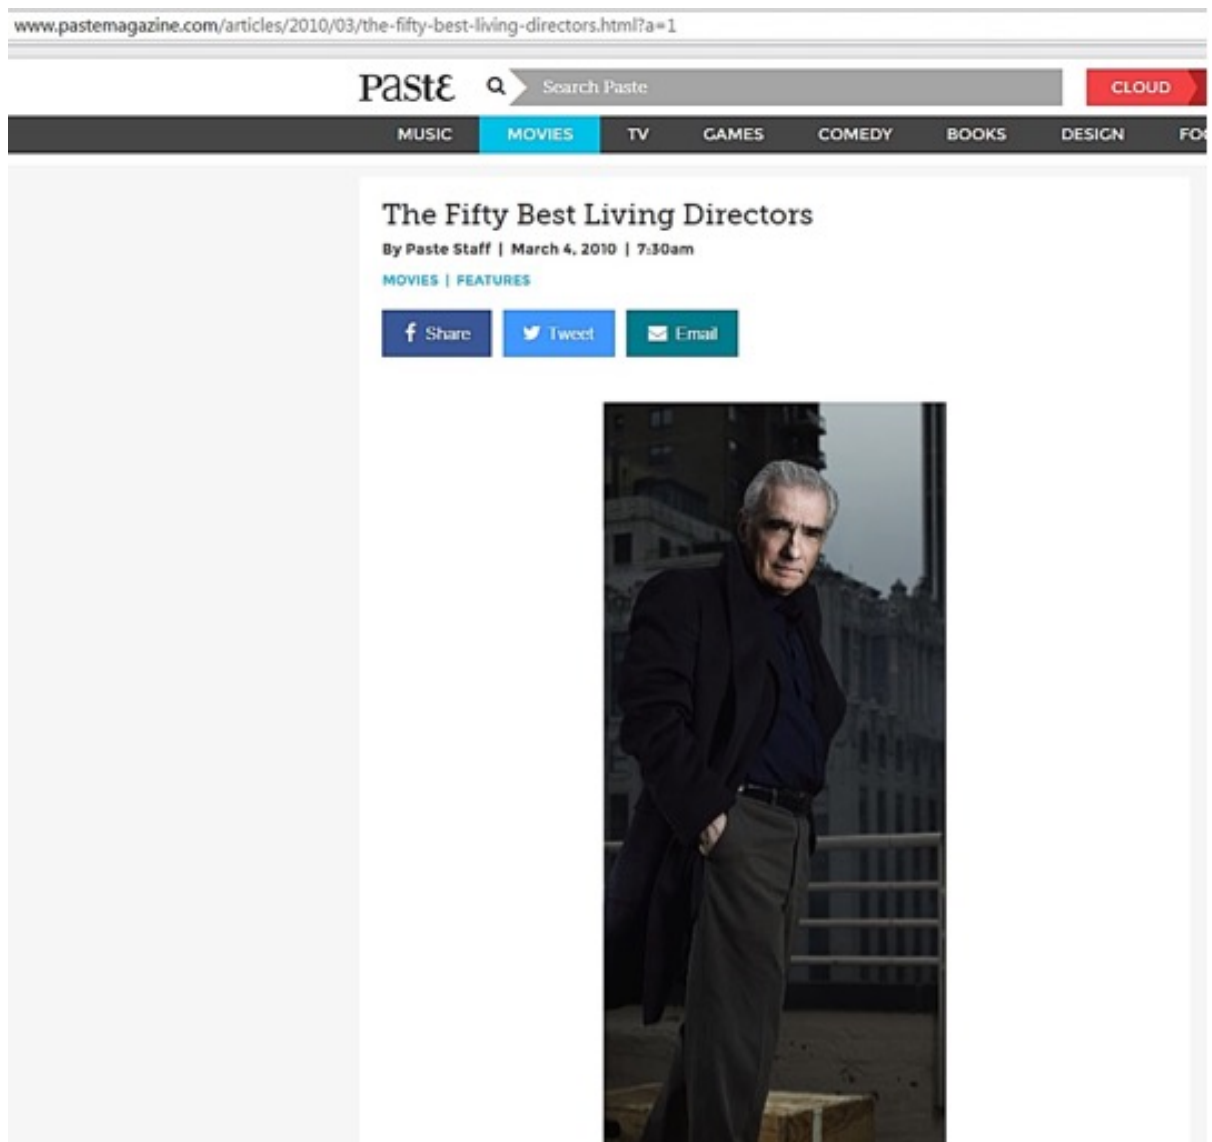 www.pastemagazine.com/articles/2010/03/the-fifty-best-living-directors.html?a=1
Paste Search Paste CLOUD
MUSIC MOVIES TV GAMES COMEDY BOOKS DESIGN
The Fifty Best Living Directors
By Paste Staff | March 4, 2010 | 7:30am
MOVIES | FEATURES
Share Tweet Email